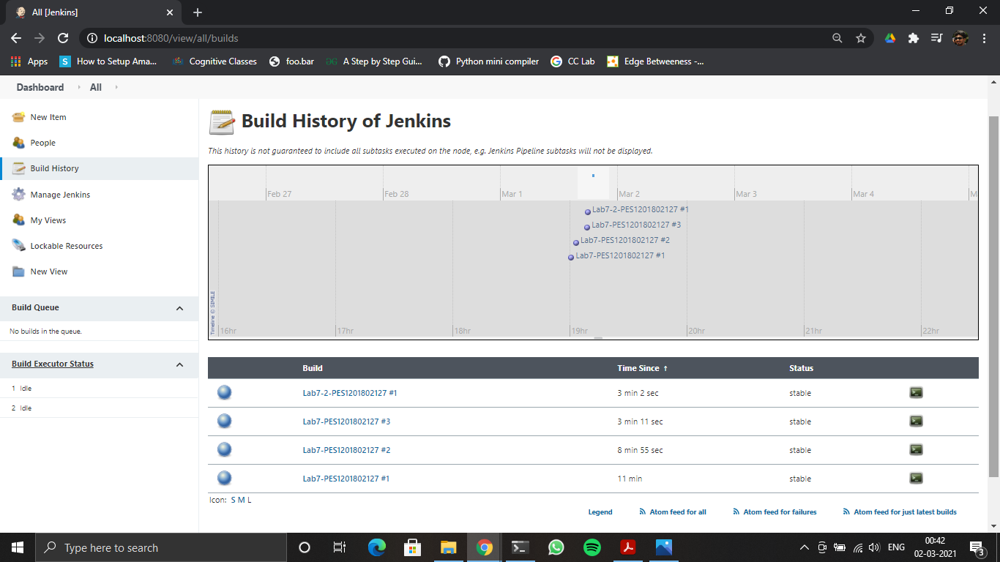 All [Jenkins]
localhost:8080/view/all/builds
Apps How to Setup Ama... Cognitive Classes foo.bar A Step by Step Gui... Python mini compiler CC Lab Edge Betweeness -...
Dashboard All
New Item
People
Build History
Manage Jenkins
My Views
Lockable Resources
New View
Build Queue
No builds in the queue.
Build Executor Status
1 Idle
2 Idle
Build History of Jenkins
This history is not guaranteed to include all subtasks executed on the node, e.g. Jenkins Pipeline subtasks will not be displayed.
Feb 27 Feb 28 Mar 1 Mar 2 Mar 3 Mar 4 M
Lab7-2-PES1201802127 #1
Lab7-PES1201802127 #3
Lab7-PES1201802127 #2
Lab7-PES1201802127 #1
Timeline © SIMILE
16hr 17hr 18hr 19hr 20hr 21hr 22hr
Build Time Since ↑ Status
Lab7-2-PES1201802127 #1 3 min 2 sec stable
Lab7-PES1201802127 #3 3 min 11 sec stable
Lab7-PES1201802127 #2 8 min 55 sec stable
Lab7-PES1201802127 #1 11 min stable
Icon: S M L
Legend Atom feed for all Atom feed for failures Atom feed for just latest builds
Type here to search
ENG
00:42
02-03-2021
3